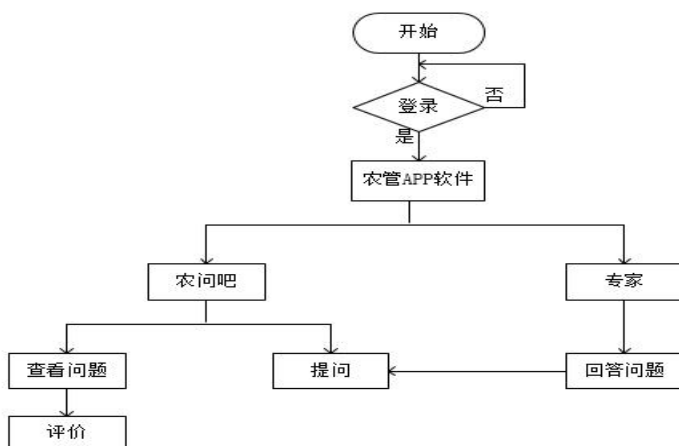 开始
登录
否
是
农管APP软件
农问吧
专家
查看问题
提问
回答问题
评价